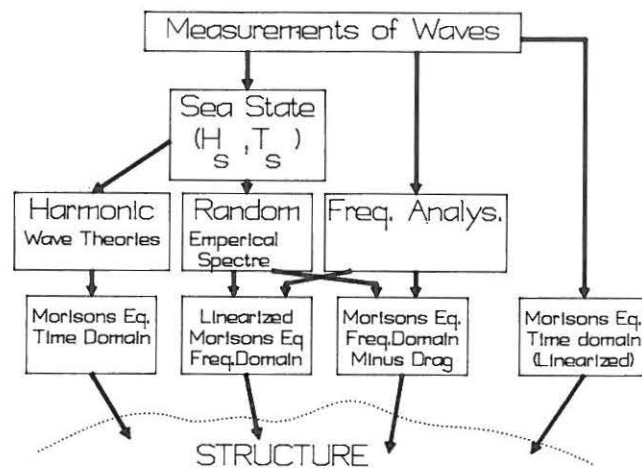 Measurements of Waves
Sea State
(H , T )
s s
Harmonic
Wave Theories
Random
Emperical
Spectre
Freq. Analys.
Morisons Eq.
Time Domain
Linearized
Morisons Eq
Freq.Domain
Morisons Eq.
Freq.Domain
Minus Drag
Morisons Eq.
Time domain
(Linearized)
STRUCTURE